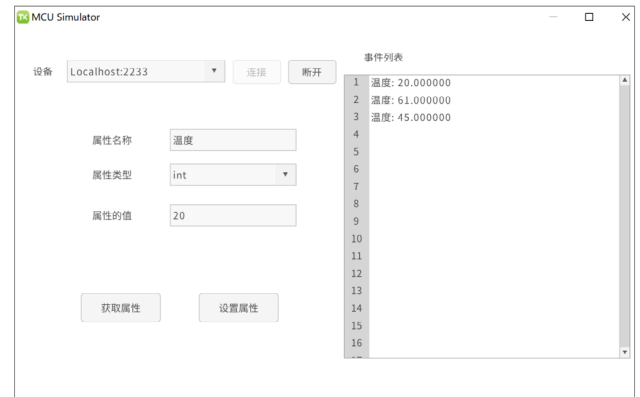 TK MCU Simulator
设备 Localhost:2233 连接 断开
属性名称 温度
属性类型 int
属性的值 20
获取属性 设置属性
事件列表
1 温度: 20.000000
2 温度: 61.000000
3 温度: 45.000000
4
5
6
7
8
9
10
11
12
13
14
15
16